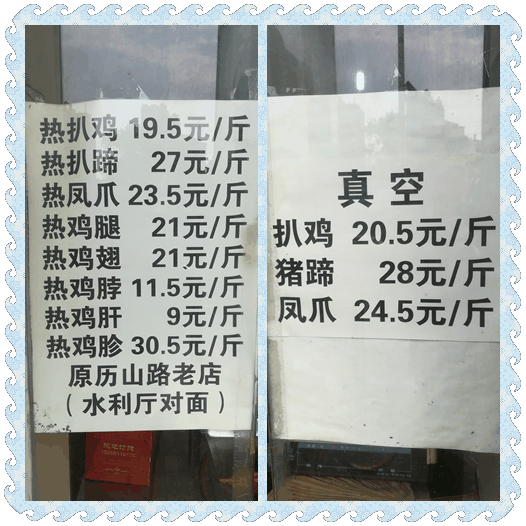 热扒鸡 19.5元/斤
热扒蹄 27元/斤
热凤爪 23.5元/斤
热鸡腿 21元/斤
热鸡翅 21元/斤
热鸡脖 11.5元/斤
热鸡肝 9元/斤
热鸡胗 30.5元/斤
原历山路老店
（水利厅对面）
真空
扒鸡 20.5元/斤
猪蹄 28元/斤
凤爪 24.5元/斤